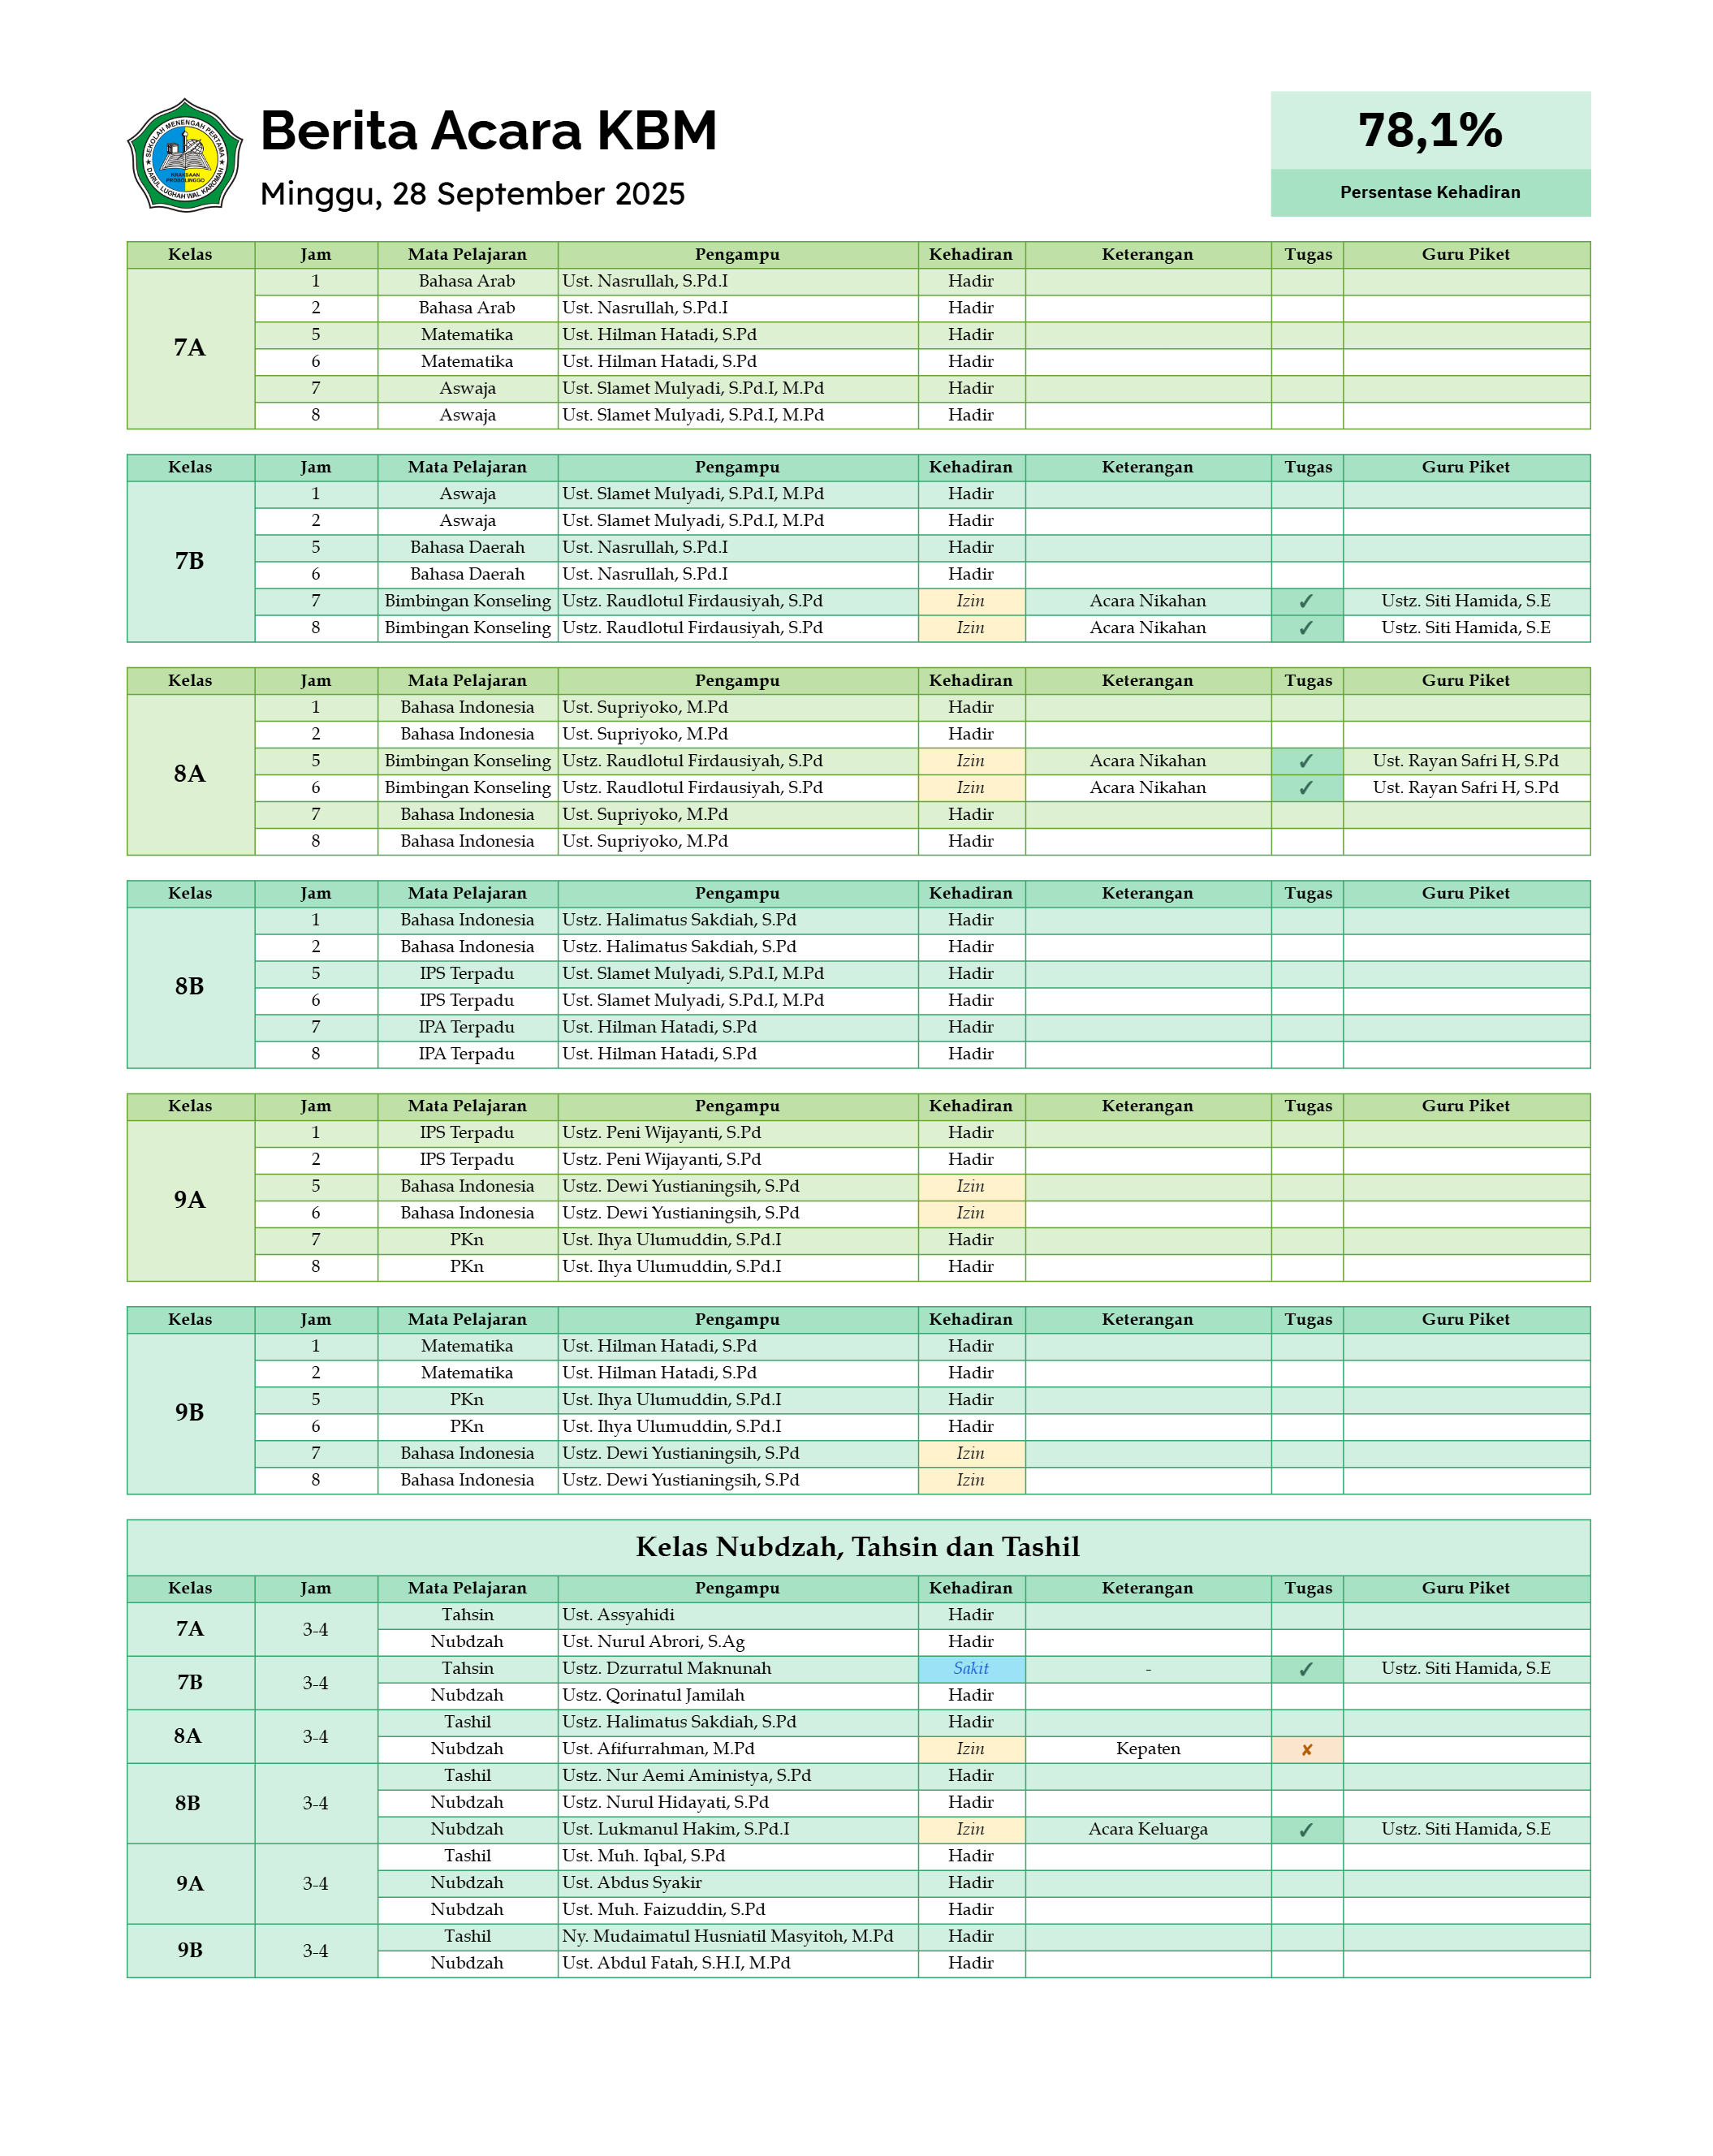 SEKOLAH MENENGAH PERTAMA
KRAKSAAN
PROBOLINGGO
DARUL LUGHAH WAL KAROMAH
Berita Acara KBM
Minggu, 28 September 2025
78,1%
Persentase Kehadiran
Kelas Jam Mata Pelajaran Pengampu Kehadiran Keterangan Tugas Guru Piket
7A
1 Bahasa Arab Ust. Nasrullah, S.Pd.I Hadir
2 Bahasa Arab Ust. Nasrullah, S.Pd.I Hadir
5 Matematika Ust. Hilman Hatadi, S.Pd Hadir
6 Matematika Ust. Hilman Hatadi, S.Pd Hadir
7 Aswaja Ust. Slamet Mulyadi, S.Pd.I, M.Pd Hadir
8 Aswaja Ust. Slamet Mulyadi, S.Pd.I, M.Pd Hadir
Kelas Jam Mata Pelajaran Pengampu Kehadiran Keterangan Tugas Guru Piket
7B
1 Aswaja Ust. Slamet Mulyadi, S.Pd.I, M.Pd Hadir
2 Aswaja Ust. Slamet Mulyadi, S.Pd.I, M.Pd Hadir
5 Bahasa Daerah Ust. Nasrullah, S.Pd.I Hadir
6 Bahasa Daerah Ust. Nasrullah, S.Pd.I Hadir
7 Bimbingan Konseling Ustz. Raudlotul Firdausiyah, S.Pd Izin Acara Nikahan ✓ Ustz. Siti Hamida, S.E
8 Bimbingan Konseling Ustz. Raudlotul Firdausiyah, S.Pd Izin Acara Nikahan ✓ Ustz. Siti Hamida, S.E
Kelas Jam Mata Pelajaran Pengampu Kehadiran Keterangan Tugas Guru Piket
8A
1 Bahasa Indonesia Ust. Supriyoko, M.Pd Hadir
2 Bahasa Indonesia Ust. Supriyoko, M.Pd Hadir
5 Bimbingan Konseling Ustz. Raudlotul Firdausiyah, S.Pd Izin Acara Nikahan ✓ Ust. Rayan Safri H, S.Pd
6 Bimbingan Konseling Ustz. Raudlotul Firdausiyah, S.Pd Izin Acara Nikahan ✓ Ust. Rayan Safri H, S.Pd
7 Bahasa Indonesia Ust. Supriyoko, M.Pd Hadir
8 Bahasa Indonesia Ust. Supriyoko, M.Pd Hadir
Kelas Jam Mata Pelajaran Pengampu Kehadiran Keterangan Tugas Guru Piket
8B
1 Bahasa Indonesia Ustz. Halimatus Sakdiah, S.Pd Hadir
2 Bahasa Indonesia Ustz. Halimatus Sakdiah, S.Pd Hadir
5 IPS Terpadu Ust. Slamet Mulyadi, S.Pd.I, M.Pd Hadir
6 IPS Terpadu Ust. Slamet Mulyadi, S.Pd.I, M.Pd Hadir
7 IPA Terpadu Ust. Hilman Hatadi, S.Pd Hadir
8 IPA Terpadu Ust. Hilman Hatadi, S.Pd Hadir
Kelas Jam Mata Pelajaran Pengampu Kehadiran Keterangan Tugas Guru Piket
9A
1 IPS Terpadu Ustz. Peni Wijayanti, S.Pd Hadir
2 IPS Terpadu Ustz. Peni Wijayanti, S.Pd Hadir
5 Bahasa Indonesia Ustz. Dewi Yustianingsih, S.Pd Izin
6 Bahasa Indonesia Ustz. Dewi Yustianingsih, S.Pd Izin
7 PKn Ust. Ihya Ulumuddin, S.Pd.I Hadir
8 PKn Ust. Ihya Ulumuddin, S.Pd.I Hadir
Kelas Jam Mata Pelajaran Pengampu Kehadiran Keterangan Tugas Guru Piket
9B
1 Matematika Ust. Hilman Hatadi, S.Pd Hadir
2 Matematika Ust. Hilman Hatadi, S.Pd Hadir
5 PKn Ust. Ihya Ulumuddin, S.Pd.I Hadir
6 PKn Ust. Ihya Ulumuddin, S.Pd.I Hadir
7 Bahasa Indonesia Ustz. Dewi Yustianingsih, S.Pd Izin
8 Bahasa Indonesia Ustz. Dewi Yustianingsih, S.Pd Izin
Kelas Nubdzah, Tahsin dan Tashil
Kelas Jam Mata Pelajaran Pengampu Kehadiran Keterangan Tugas Guru Piket
7A 3-4 Tahsin Ust. Assyahidi Hadir
Nubdzah Ust. Nurul Abrori, S.Ag Hadir
7B 3-4 Tahsin Ustz. Dzurratul Maknunah Sakit - ✓ Ustz. Siti Hamida, S.E
Nubdzah Ustz. Qorinatul Jamilah Hadir
8A 3-4 Tashil Ustz. Halimatus Sakdiah, S.Pd Hadir
Nubdzah Ust. Afifurrahman, M.Pd Izin Kepaten ✘
8B 3-4 Tashil Ustz. Nur Aemi Aministya, S.Pd Hadir
Nubdzah Ustz. Nurul Hidayati, S.Pd Hadir
Nubdzah Ust. Lukmanul Hakim, S.Pd.I Izin Acara Keluarga ✓ Ustz. Siti Hamida, S.E
9A 3-4 Tashil Ust. Muh. Iqbal, S.Pd Hadir
Nubdzah Ust. Abdus Syakir Hadir
Nubdzah Ust. Muh. Faizuddin, S.Pd Hadir
9B 3-4 Tashil Ny. Mudaimatul Husniatil Masyitoh, M.Pd Hadir
Nubdzah Ust. Abdul Fatah, S.H.I, M.Pd Hadir